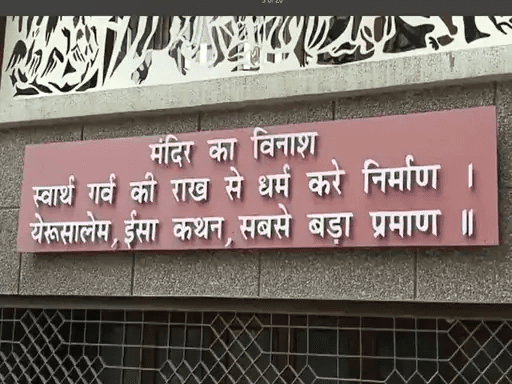 मंदिर का विनाश
स्वार्थ गर्व की राख से धर्म करे निर्माण ।
येरूसालेम, ईसा कथन, सबसे बड़ा प्रमाण ॥